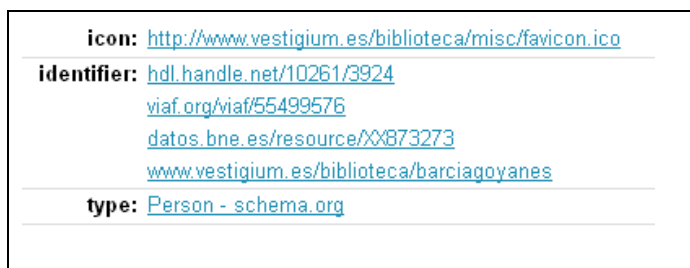 icon: http://www.vestigium.es/biblioteca/misc/favicon.ico
identifier: hdl.handle.net/10261/3924
viaf.org/viaf/55499576
datos.bne.es/resource/XX873273
www.vestigium.es/biblioteca/barciagoyanes
type: Person - schema.org